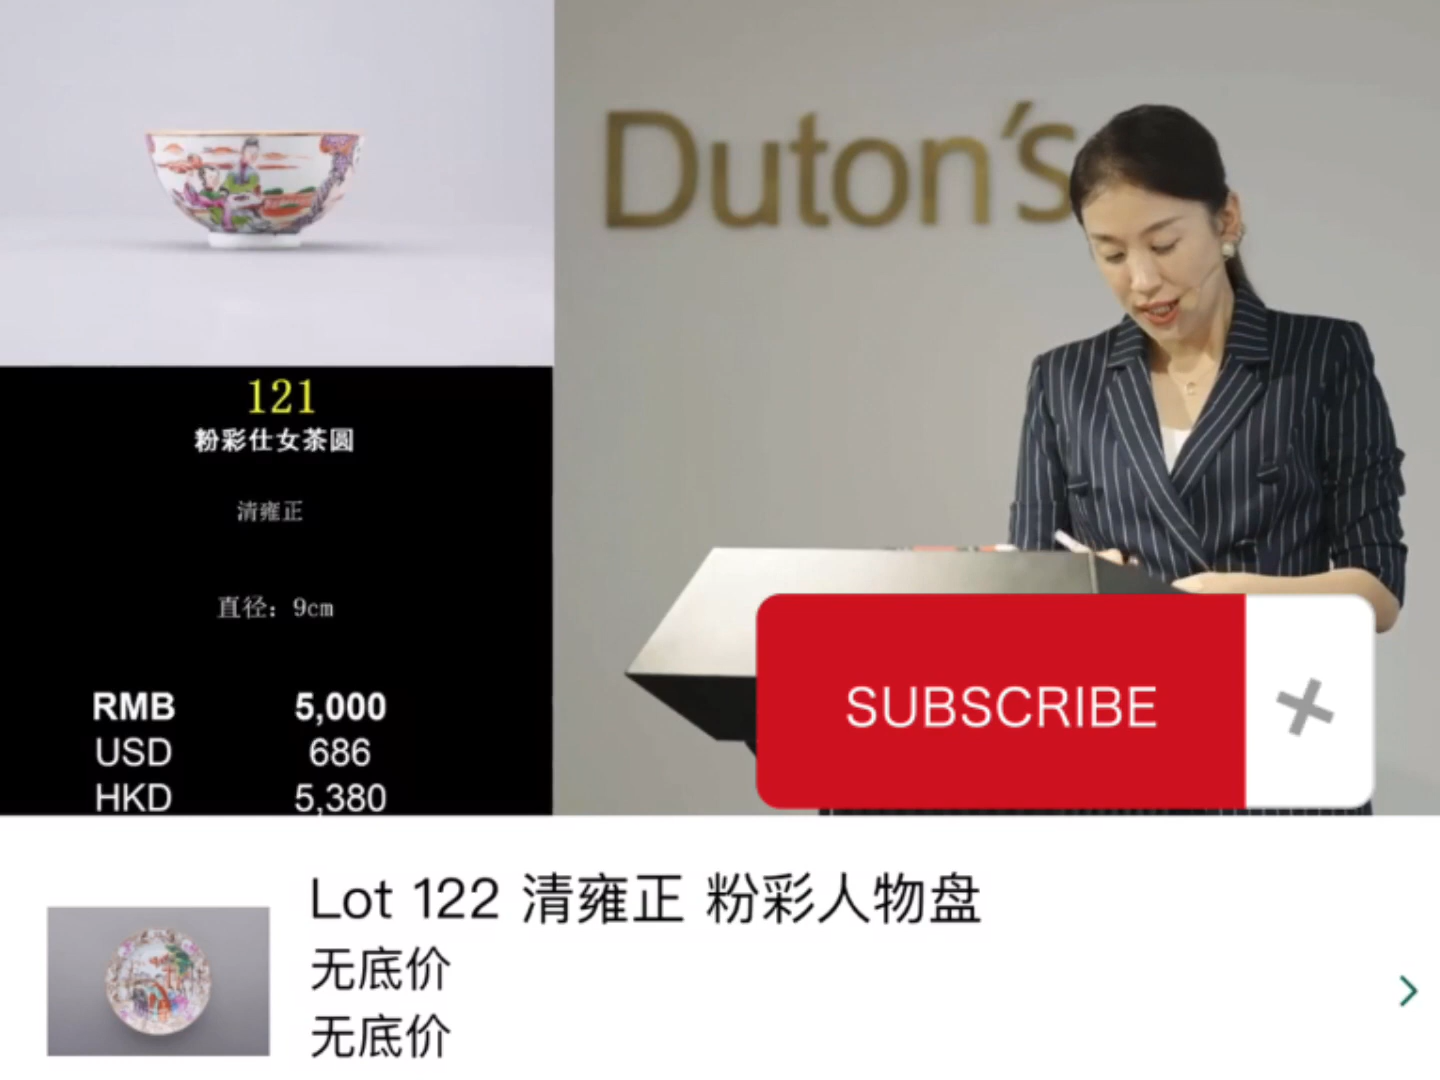 Duton's
121
粉彩仕女茶圆
清雍正
直径：9cm
RMB 5,000
USD 686
HKD 5,380
SUBSCRIBE
Lot 122 清雍正 粉彩人物盘
无底价
无底价